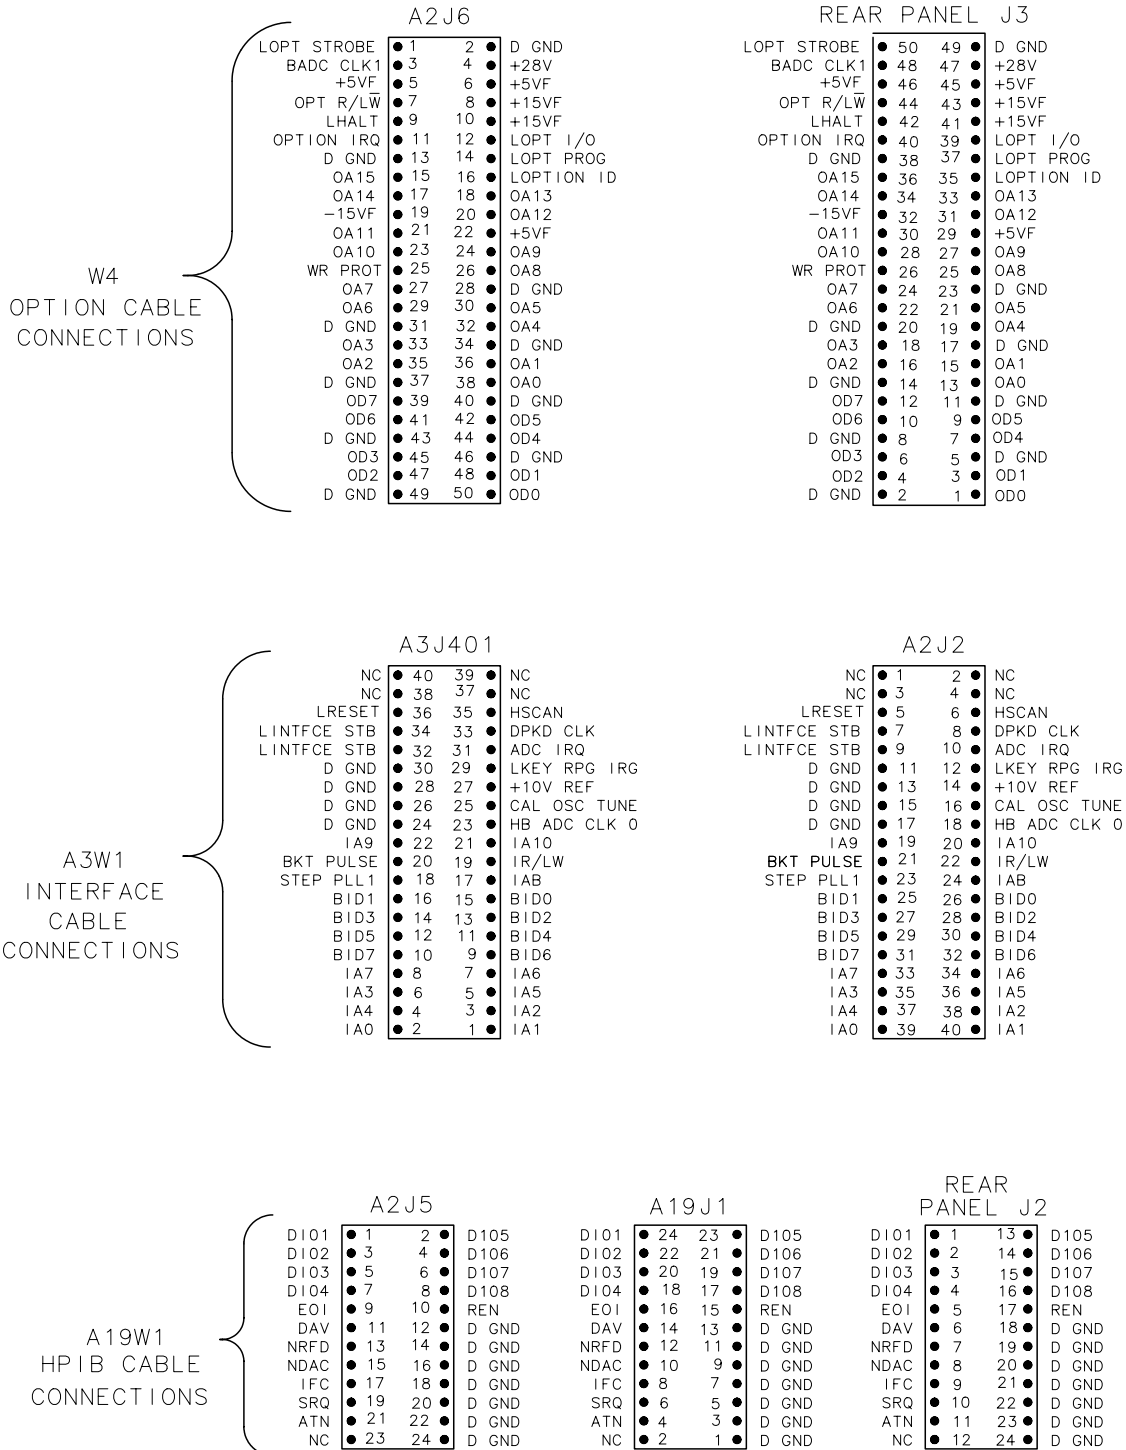 A2J6
LOPT STROBE 1 2 D GND
BADC CLK1 3 4 +28V
+5VF 5 6 +5VF
OPT R/LW̅ 7 8 +15VF
LHALT 9 10 +15VF
OPTION IRQ 11 12 LOPT I/O
D GND 13 14 LOPT PROG
OA15 15 16 LOPTION ID
OA14 17 18 OA13
-15VF 19 20 OA12
OA11 21 22 +5VF
OA10 23 24 OA9
WR PROT 25 26 OA8
OA7 27 28 D GND
OA6 29 30 OA5
D GND 31 32 OA4
OA3 33 34 D GND
OA2 35 36 OA1
D GND 37 38 OA0
OD7 39 40 D GND
OD6 41 42 OD5
D GND 43 44 OD4
OD3 45 46 D GND
OD2 47 48 OD1
D GND 49 50 OD0
REAR PANEL J3
LOPT STROBE 50 49 D GND
BADC CLK1 48 47 +28V
+5VF 46 45 +5VF
OPT R/LW̅ 44 43 +15VF
LHALT 42 41 +15VF
OPTION IRQ 40 39 LOPT I/O
D GND 38 37 LOPT PROG
OA15 36 35 LOPTION ID
OA14 34 33 OA13
-15VF 32 31 OA12
OA11 30 29 +5VF
OA10 28 27 OA9
WR PROT 26 25 OA8
OA7 24 23 D GND
OA6 22 21 OA5
D GND 20 19 OA4
OA3 18 17 D GND
OA2 16 15 OA1
D GND 14 13 OA0
OD7 12 11 D GND
OD6 10 9 OD5
D GND 8 7 OD4
OD3 6 5 D GND
OD2 4 3 OD1
D GND 2 1 OD0
W4
OPTION CABLE
CONNECTIONS
A3J401
NC 40 39 NC
NC 38 37 NC
LRESET 36 35 HSCAN
LINTFCE STB 34 33 DPKD CLK
LINTFCE STB 32 31 ADC IRQ
D GND 30 29 LKEY RPG IRG
D GND 28 27 +10V REF
D GND 26 25 CAL OSC TUNE
D GND 24 23 HB ADC CLK 0
IA9 22 21 IA10
BKT PULSE 20 19 IR/LW
STEP PLL1 18 17 IAB
BID1 16 15 BID0
BID3 14 13 BID2
BID5 12 11 BID4
BID7 10 9 BID6
IA7 8 7 IA6
IA3 6 5 IA5
IA4 4 3 IA2
IA0 2 1 IA1
A2J2
NC 1 2 NC
NC 3 4 NC
LRESET 5 6 HSCAN
LINTFCE STB 7 8 DPKD CLK
LINTFCE STB 9 10 ADC IRQ
D GND 11 12 LKEY RPG IRG
D GND 13 14 +10V REF
D GND 15 16 CAL OSC TUNE
D GND 17 18 HB ADC CLK 0
IA9 19 20 IA10
BKT PULSE 21 22 IR/LW
STEP PLL1 23 24 IAB
BID1 25 26 BID0
BID3 27 28 BID2
BID5 29 30 BID4
BID7 31 32 BID6
IA7 33 34 IA6
IA3 35 36 IA5
IA4 37 38 IA2
IA0 39 40 IA1
A3W1
INTERFACE
CABLE
CONNECTIONS
A2J5
DI01 1 2 D105
DI02 3 4 D106
DI03 5 6 D107
DI04 7 8 D108
EOI 9 10 REN
DAV 11 12 D GND
NRFD 13 14 D GND
NDAC 15 16 D GND
IFC 17 18 D GND
SRQ 19 20 D GND
ATN 21 22 D GND
NC 23 24 D GND
A19J1
DI01 24 23 D105
DI02 22 21 D106
DI03 20 19 D107
DI04 18 17 D108
EOI 16 15 REN
DAV 14 13 D GND
NRFD 12 11 D GND
NDAC 10 9 D GND
IFC 8 7 D GND
SRQ 6 5 D GND
ATN 4 3 D GND
NC 2 1 D GND
REAR
PANEL J2
DI01 1 13 D105
DI02 2 14 D106
DI03 3 15 D107
DI04 4 16 D108
EOI 5 17 REN
DAV 6 18 D GND
NRFD 7 19 D GND
NDAC 8 20 D GND
IFC 9 21 D GND
SRQ 10 22 D GND
ATN 11 23 D GND
NC 12 24 D GND
A19W1
HPIB CABLE
CONNECTIONS